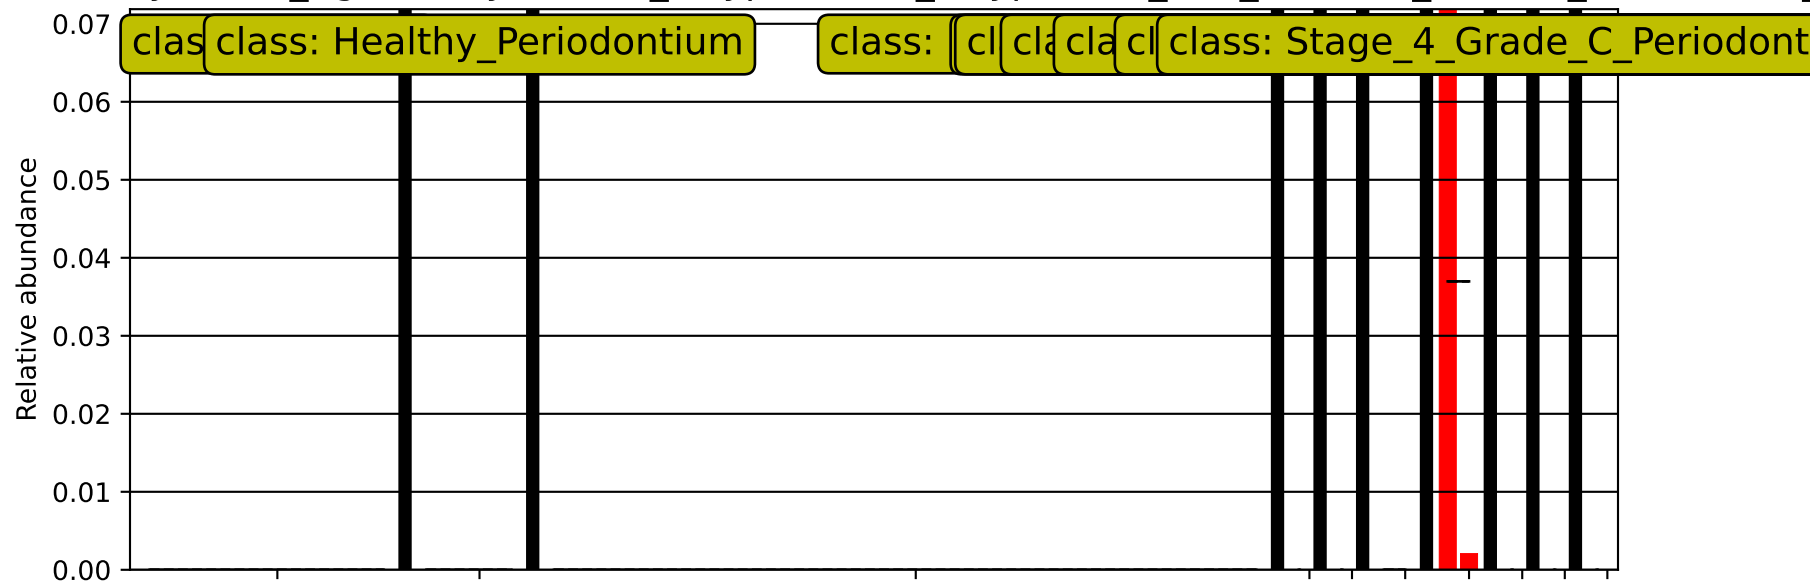 0.07
clas
class: Healthy_Periodontium
class:
cl
cla
cla
cl
class: Stage_4_Grade_C_Periodont
0.06
0.05
0.04
0.03
0.02
0.01
0.00
Relative abundance